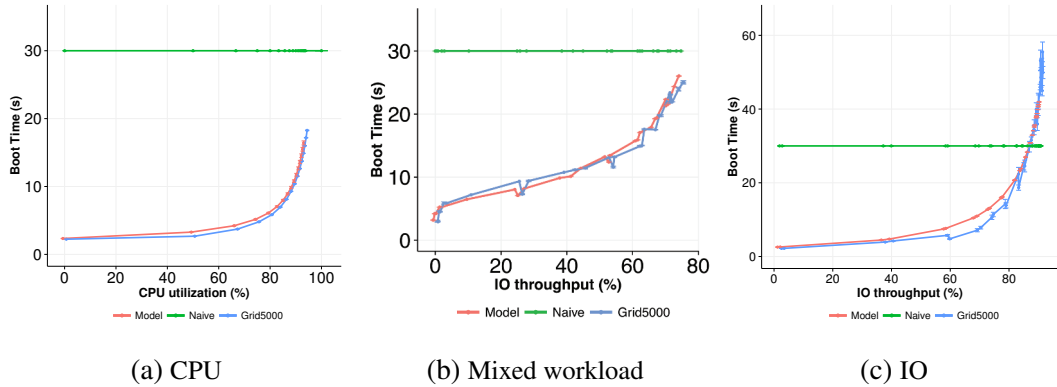 Boot Time (s)
30
20
10
0
0 20 40 60 80 100
CPU utilization (%)
Model Naive Grid5000
(a) CPU
Boot Time (s)
30
20
10
0
0 20 40 60 80
IO throughput (%)
Model Naive Grid5000
(b) Mixed workload
Boot Time (s)
60
40
20
0
0 20 40 60 80
IO throughput (%)
Model Naive Grid5000
(c) IO